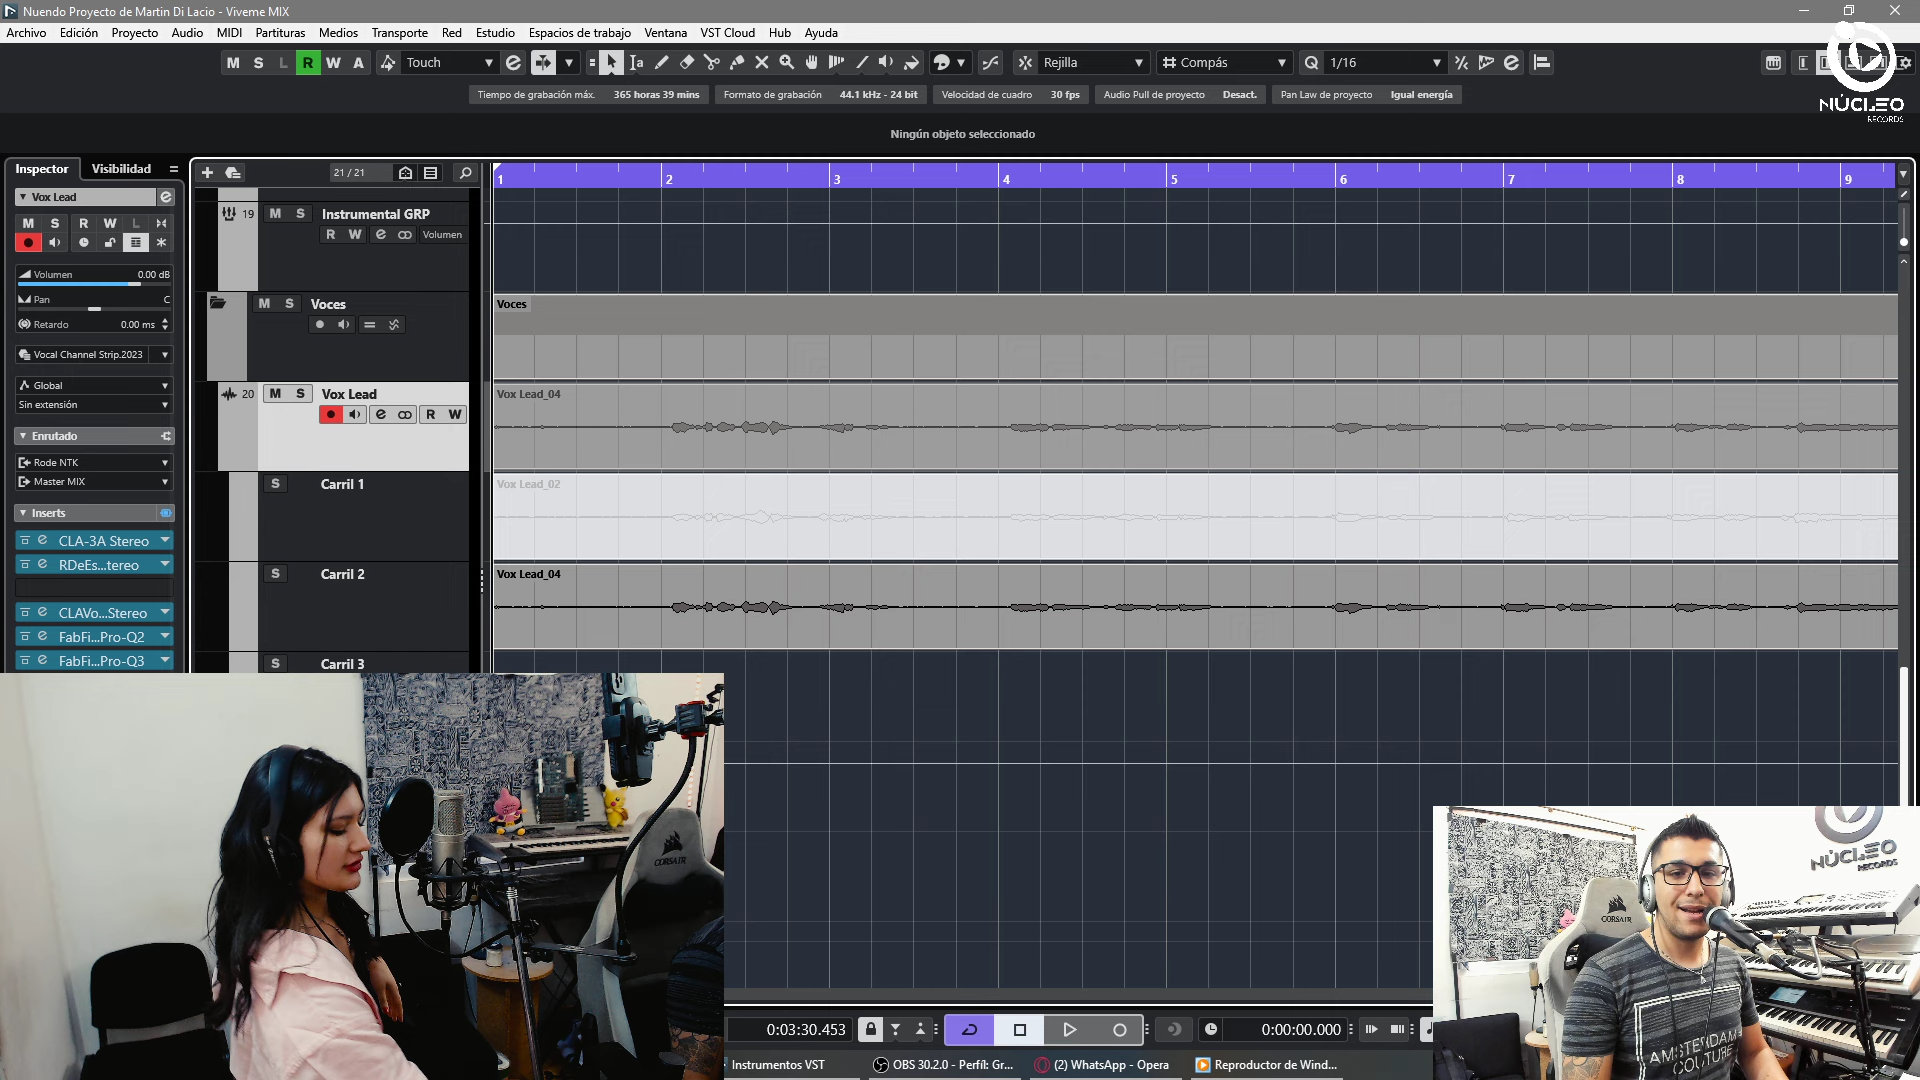 Nuendo Proyecto de Martin Di Lacio - Viveme MIX
Archivo Edición Proyecto Audio MIDI Partituras Medios Transporte Red Estudio Espacios de trabajo Ventana VST Cloud Hub Ayuda
M S L R W A Touch Rejilla Compás Q 1/16
NÚCLEO
RECORDS
Tiempo de grabación máx. 365 horas 39 mins Formato de grabación 44.1 kHz - 24 bit Velocidad de cuadro 30 fps Audio Pull de proyecto Desact. Pan Law de proyecto Igual energía
Ningún objeto seleccionado
Inspector Visibilidad
21 / 21
1 2 3 4 5 6 7 8 9
Vox Lead
M S R W L
Volumen 0.00 dB
Pan C
Retardo 0.00 ms
Vocal Channel Strip.2023
Global
Sin extensión
Enrutado
Rode NTK
Master MIX
Inserts
CLA-3A Stereo
RDeEs...tereo
CLAVo...Stereo
FabFi...Pro-Q2
FabFi...Pro-Q3
19 M S Instrumental GRP
R W Volumen
M S Voces
Voces
20 M S Vox Lead
R W
Vox Lead_04
S Carril 1
Vox Lead_02
S Carril 2
Vox Lead_04
S Carril 3
CORSAIR
NÚCLEO
RECORDS
CORSAIR
AMSTERDAM
COUTURE
0:03:30.453 0:00:00.000
Instrumentos VST OBS 30.2.0 - Perfil: Gr... (2) WhatsApp - Opera Reproductor de Wind...